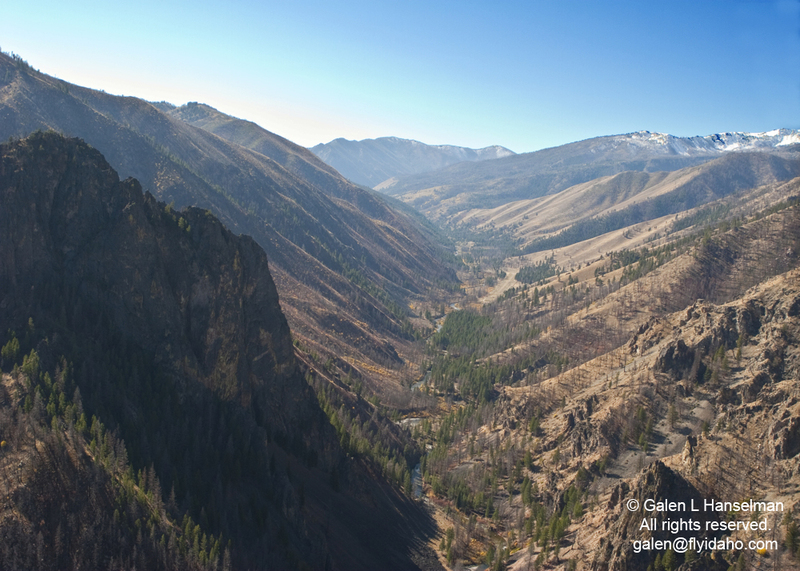 © Galen L Hanselman
All rights reserved.
galen@flyidaho.com